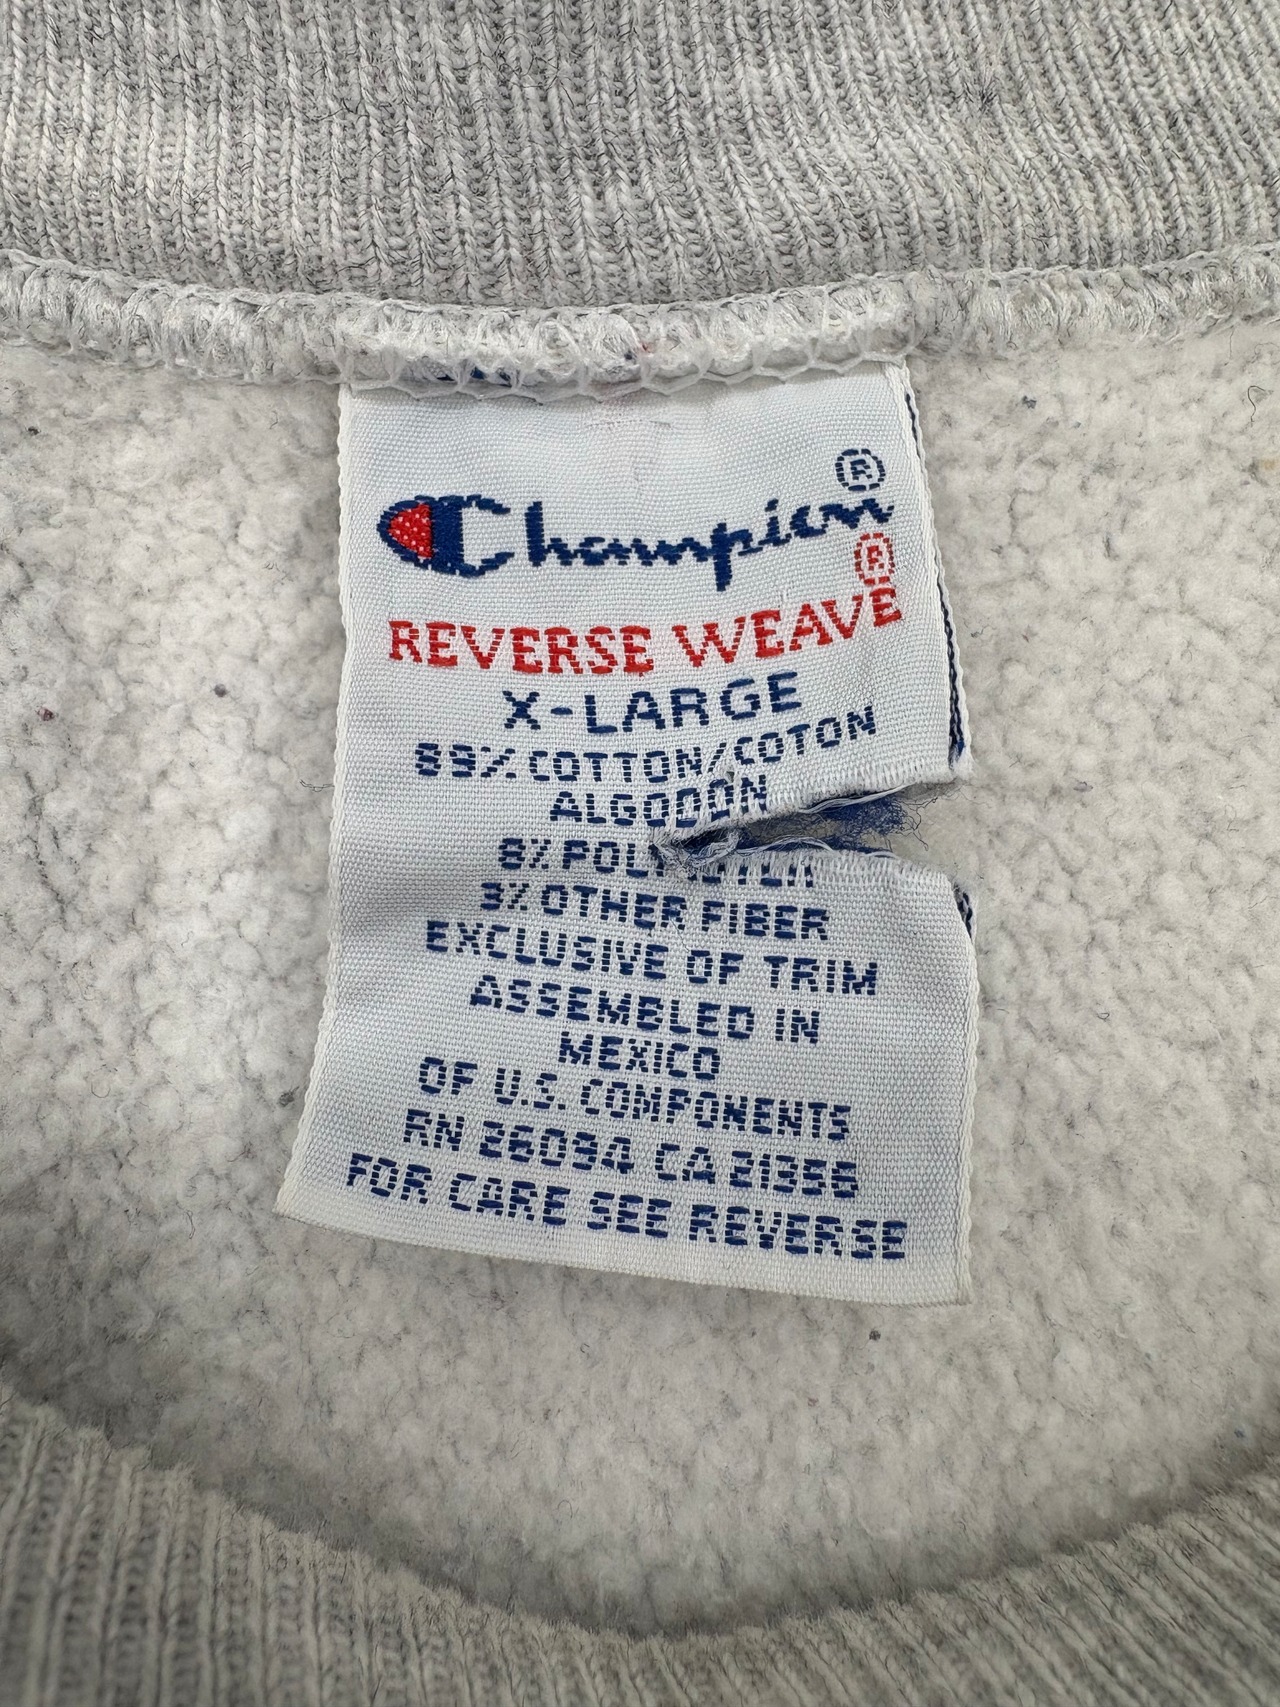 Champion®
REVERSE WEAVE®
X-LARGE
89% COTTON/COTON
ALGODON
8%
3% OTHER FIBER
EXCLUSIVE OF TRIM
ASSEMBLED IN
MEXICO
OF U.S. COMPONENTS
RN 26094 CA 21356
FOR CARE SEE REVERSE